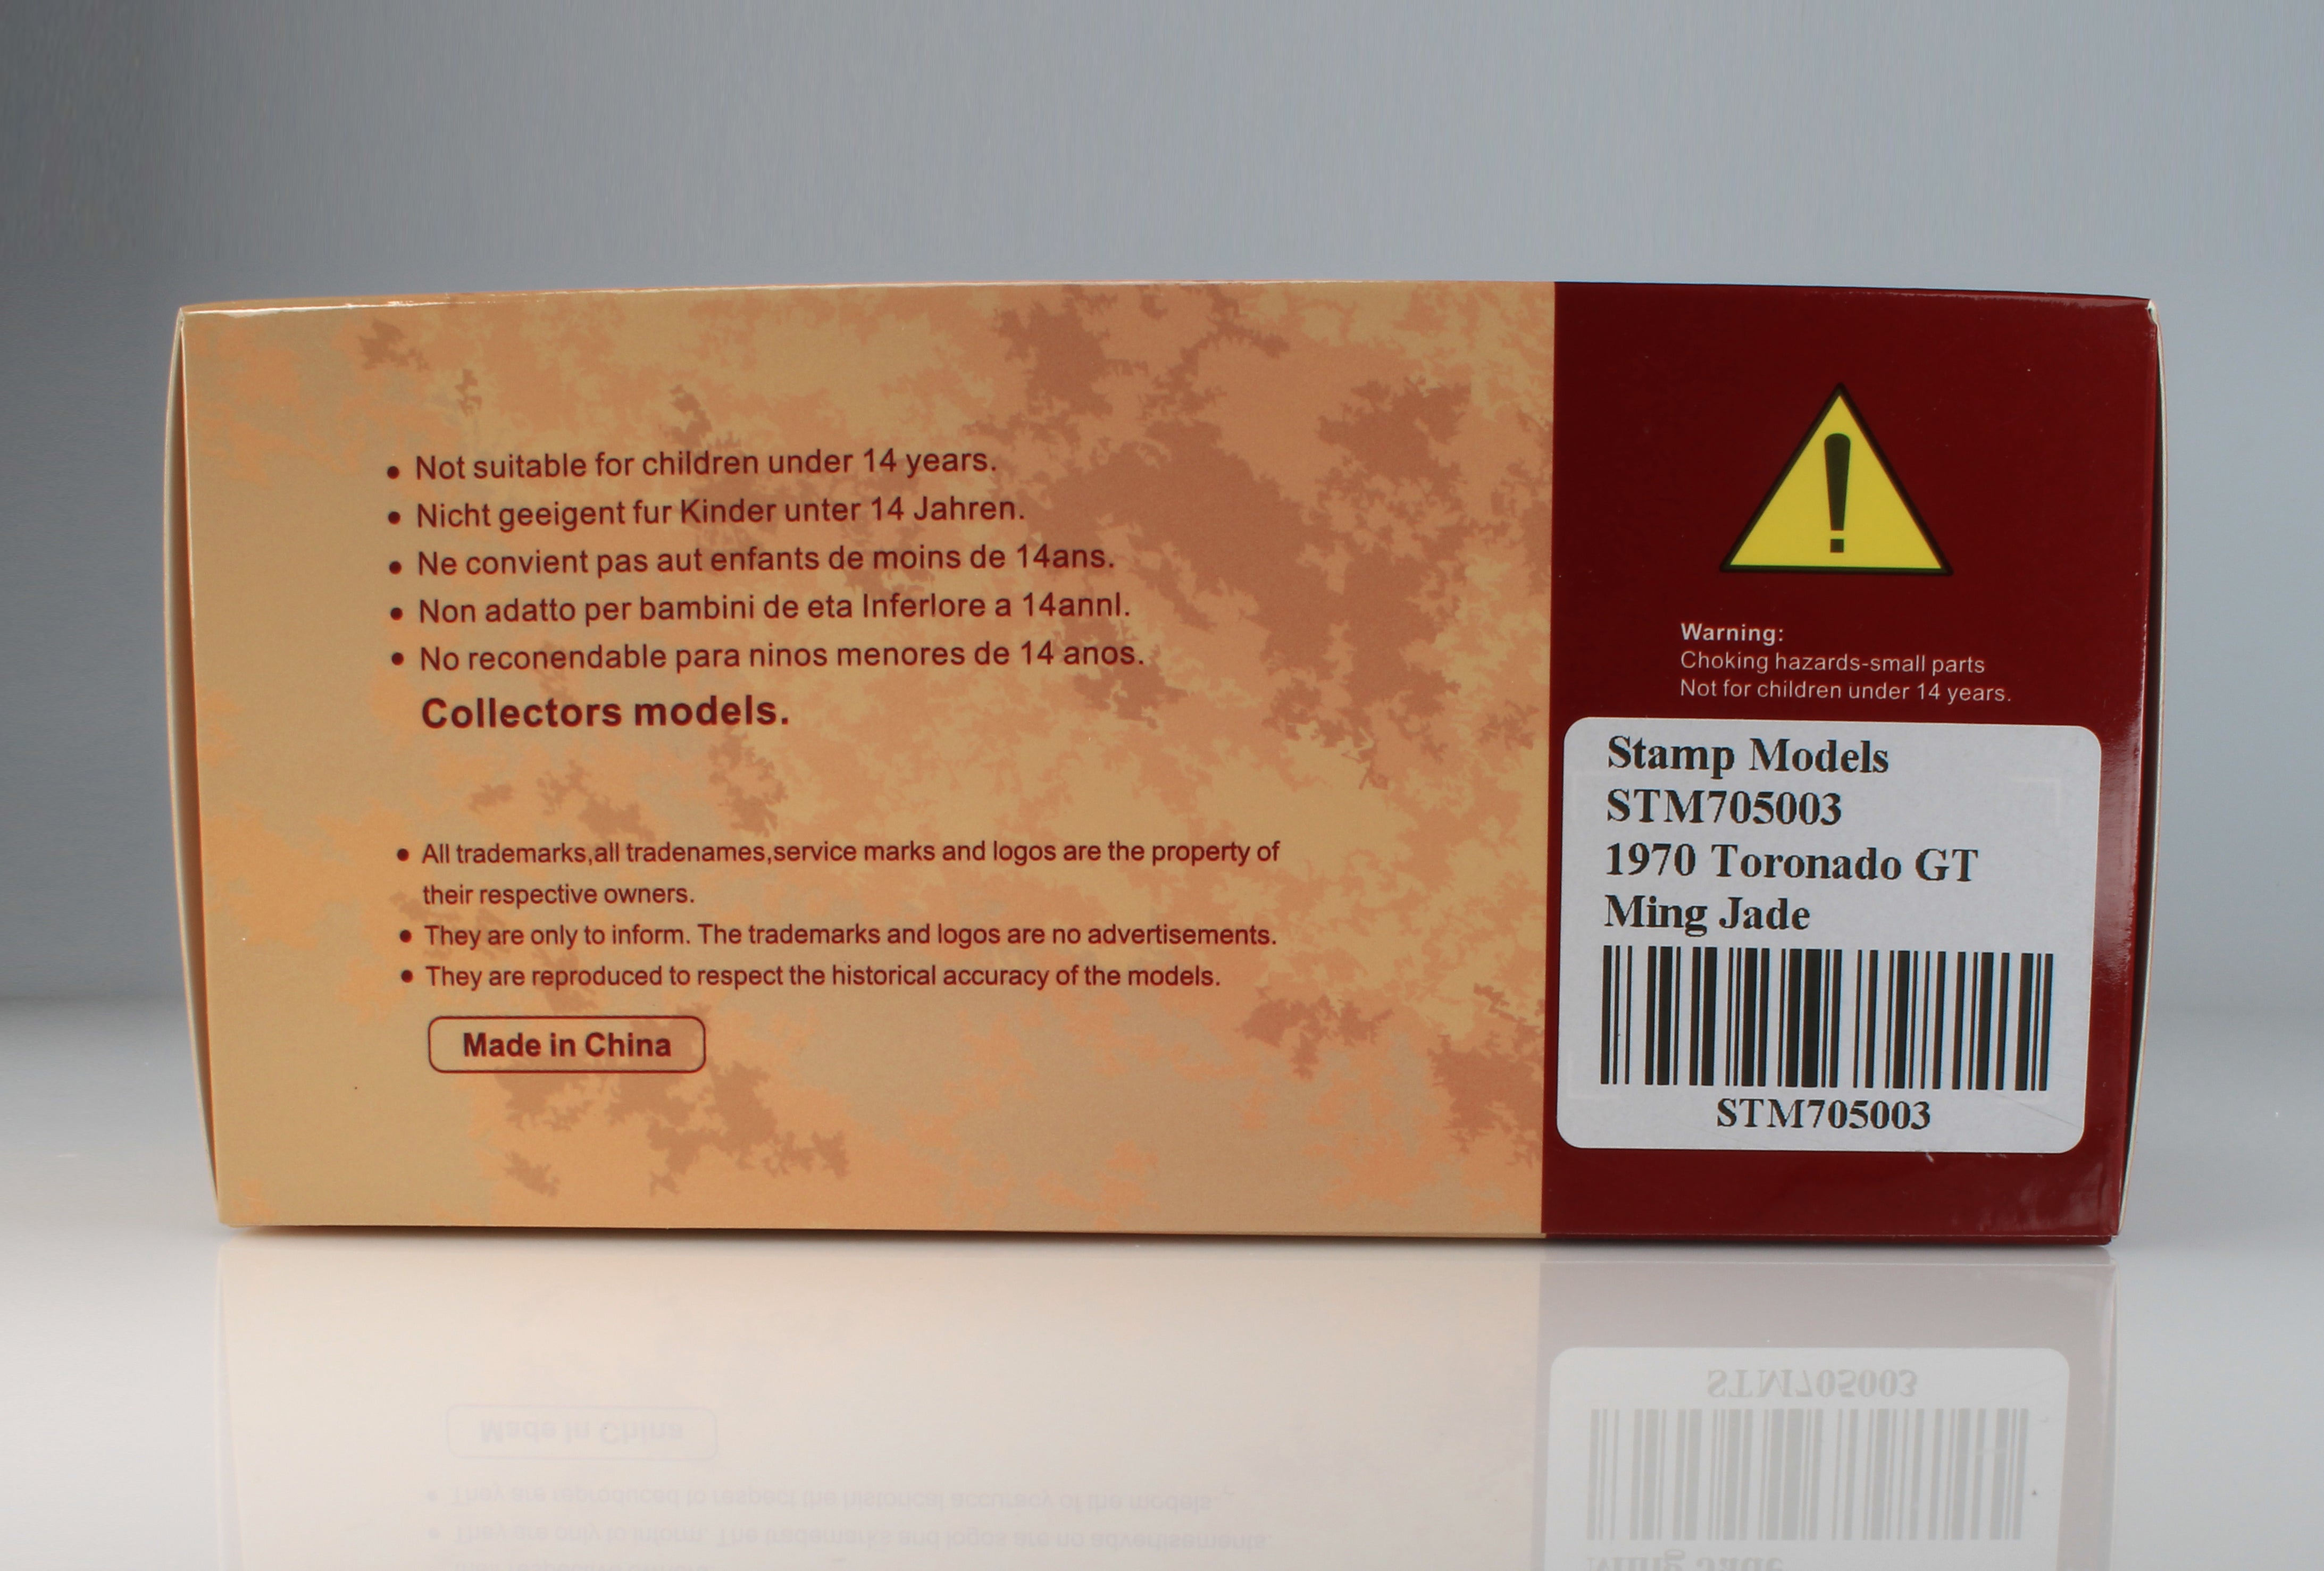 Not suitable for children under 14 years.
Nicht geeigent fur Kinder unter 14 Jahren.
Ne convient pas aut enfants de moins de 14ans.
Non adatto per bambini de eta Inferlore a 14annl.
No reconendable para ninos menores de 14 anos.
Collectors models.
All trademarks,all tradenames,service marks and logos are the property of
their respective owners.
They are only to inform. The trademarks and logos are no advertisements.
They are reproduced to respect the historical accuracy of the models.
Made in China
!
Warning:
Choking hazards-small parts
Not for children under 14 years.
Stamp Models
STM705003
1970 Toronado GT
Ming Jade
STM705003